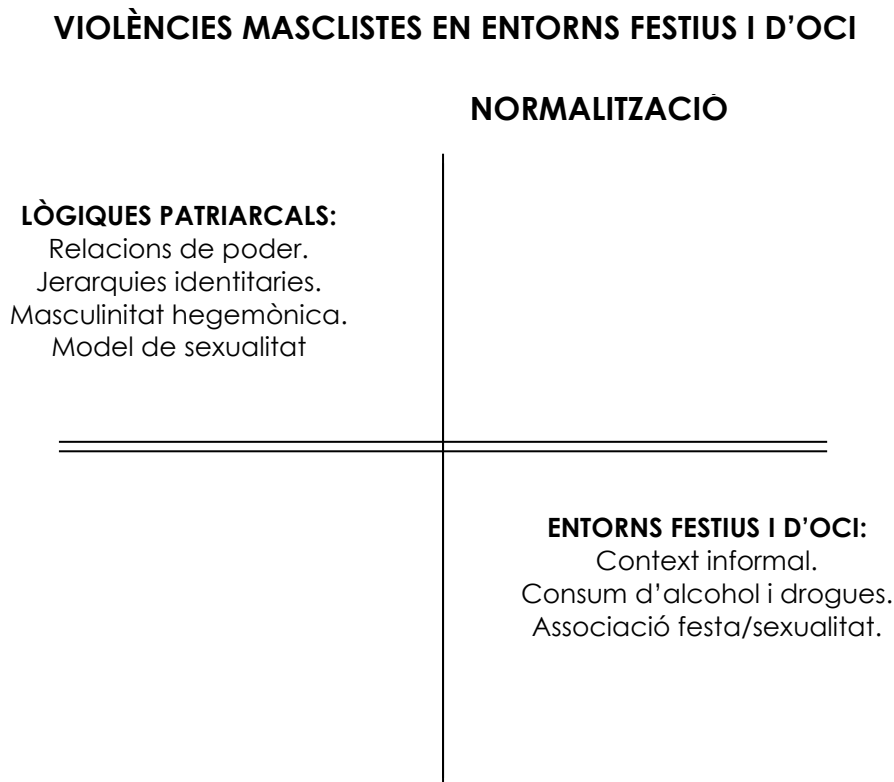 VIOLÈNCIES MASCLISTES EN ENTORNS FESTIUS I D’OCI
NORMALITZACIÓ
LÒGIQUES PATRIARCALS:
Relacions de poder.
Jerarquies identitaries.
Masculinitat hegemònica.
Model de sexualitat
ENTORNS FESTIUS I D’OCI:
Context informal.
Consum d’alcohol i drogues.
Associació festa/sexualitat.